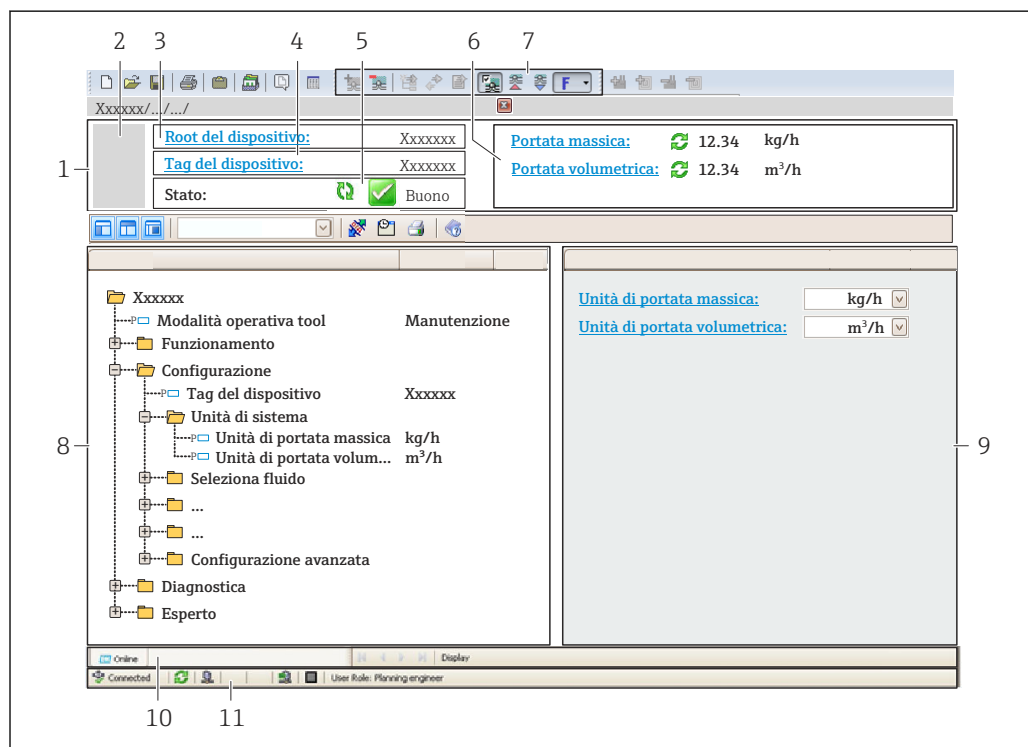 2 3 4 5 6 7
F
Xxxxxx/.../.../
1
Root del dispositivo: Xxxxxxx
Tag del dispositivo: Xxxxxxx
Stato: Buono
Portata massica: 12.34 kg/h
Portata volumetrica: 12.34 m³/h
Xxxxxx
P Modalità operativa tool Manutenzione
Funzionamento
Configurazione
P Tag del dispositivo Xxxxxx
Unità di sistema
P Unità di portata massica kg/h
P Unità di portata volum... m³/h
Seleziona fluido
...
...
Configurazione avanzata
Diagnostica
Esperto
8
Unità di portata massica: kg/h
Unità di portata volumetrica: m³/h
9
Online Display
Connected User Role: Planning engineer
10 11